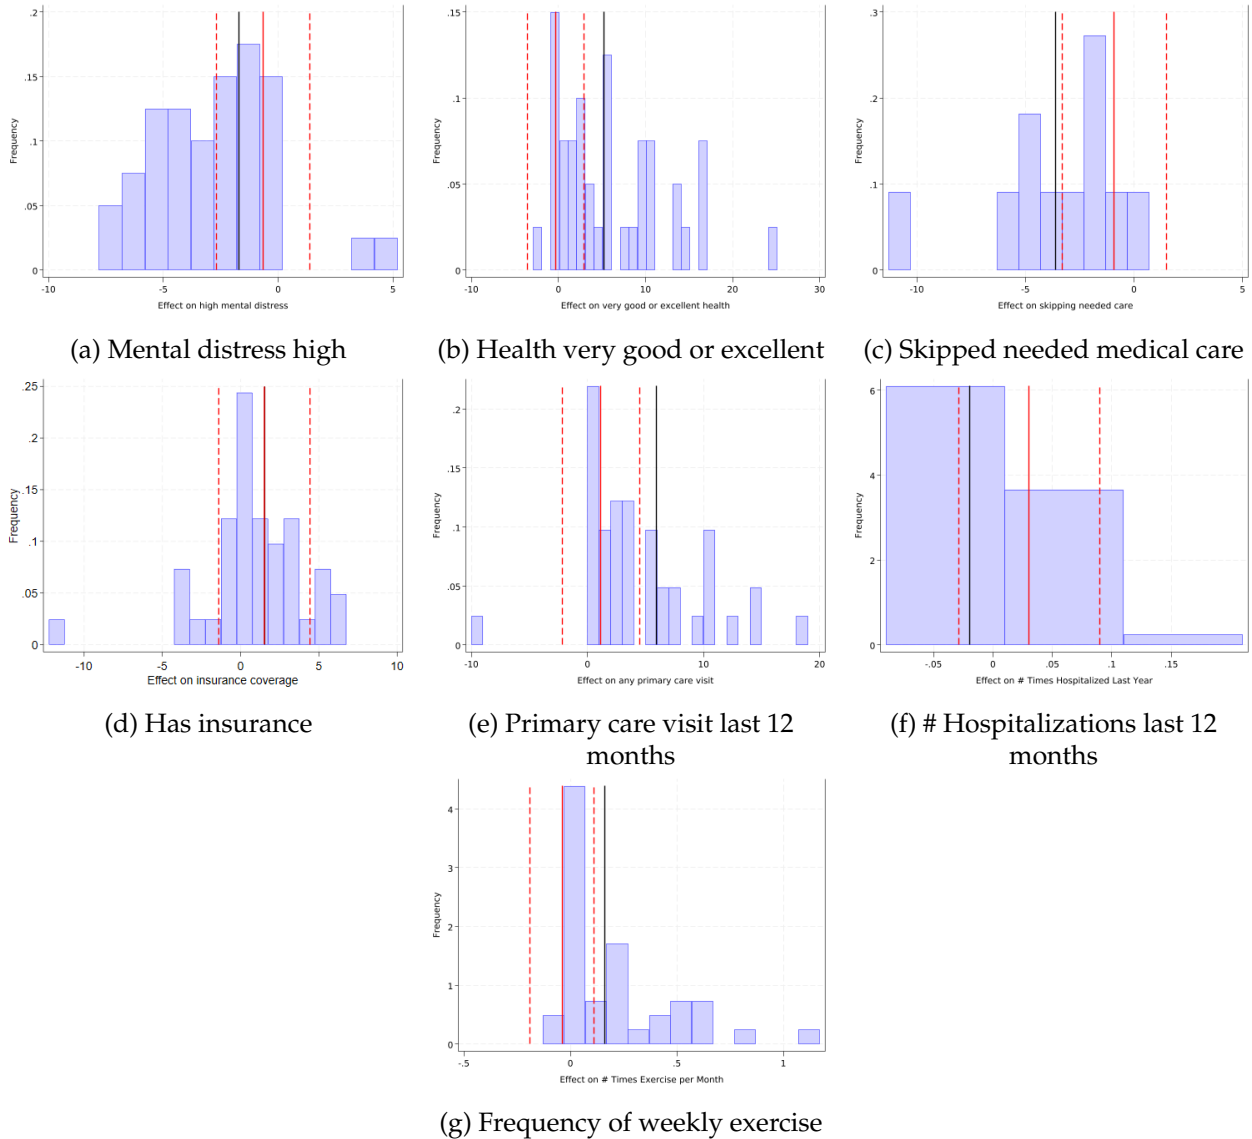 .2
.15
.1
.05
0
Frequency
-10
-5
0
5
Effect on high mental distress
(a) Mental distress high
.15
.1
.05
0
Frequency
-10
0
10
20
30
Effect on very good or excellent health
(b) Health very good or excellent
.3
.2
.1
0
Frequency
-10
-5
0
5
Effect on skipping needed care
(c) Skipped needed medical care
.25
.2
.15
.1
.05
0
Frequency
-10
-5
0
5
10
Effect on insurance coverage
(d) Has insurance
.2
.15
.1
.05
0
Frequency
-10
0
10
20
Effect on any primary care visit
(e) Primary care visit last 12
months
6
4
2
0
Frequency
-.05
0
.05
.1
.15
Effect on # Times Hospitalized Last Year
(f) # Hospitalizations last 12
months
4
3
2
1
0
Frequency
-.5
0
.5
1
Effect on # Times Exercise per Month
(g) Frequency of weekly exercise